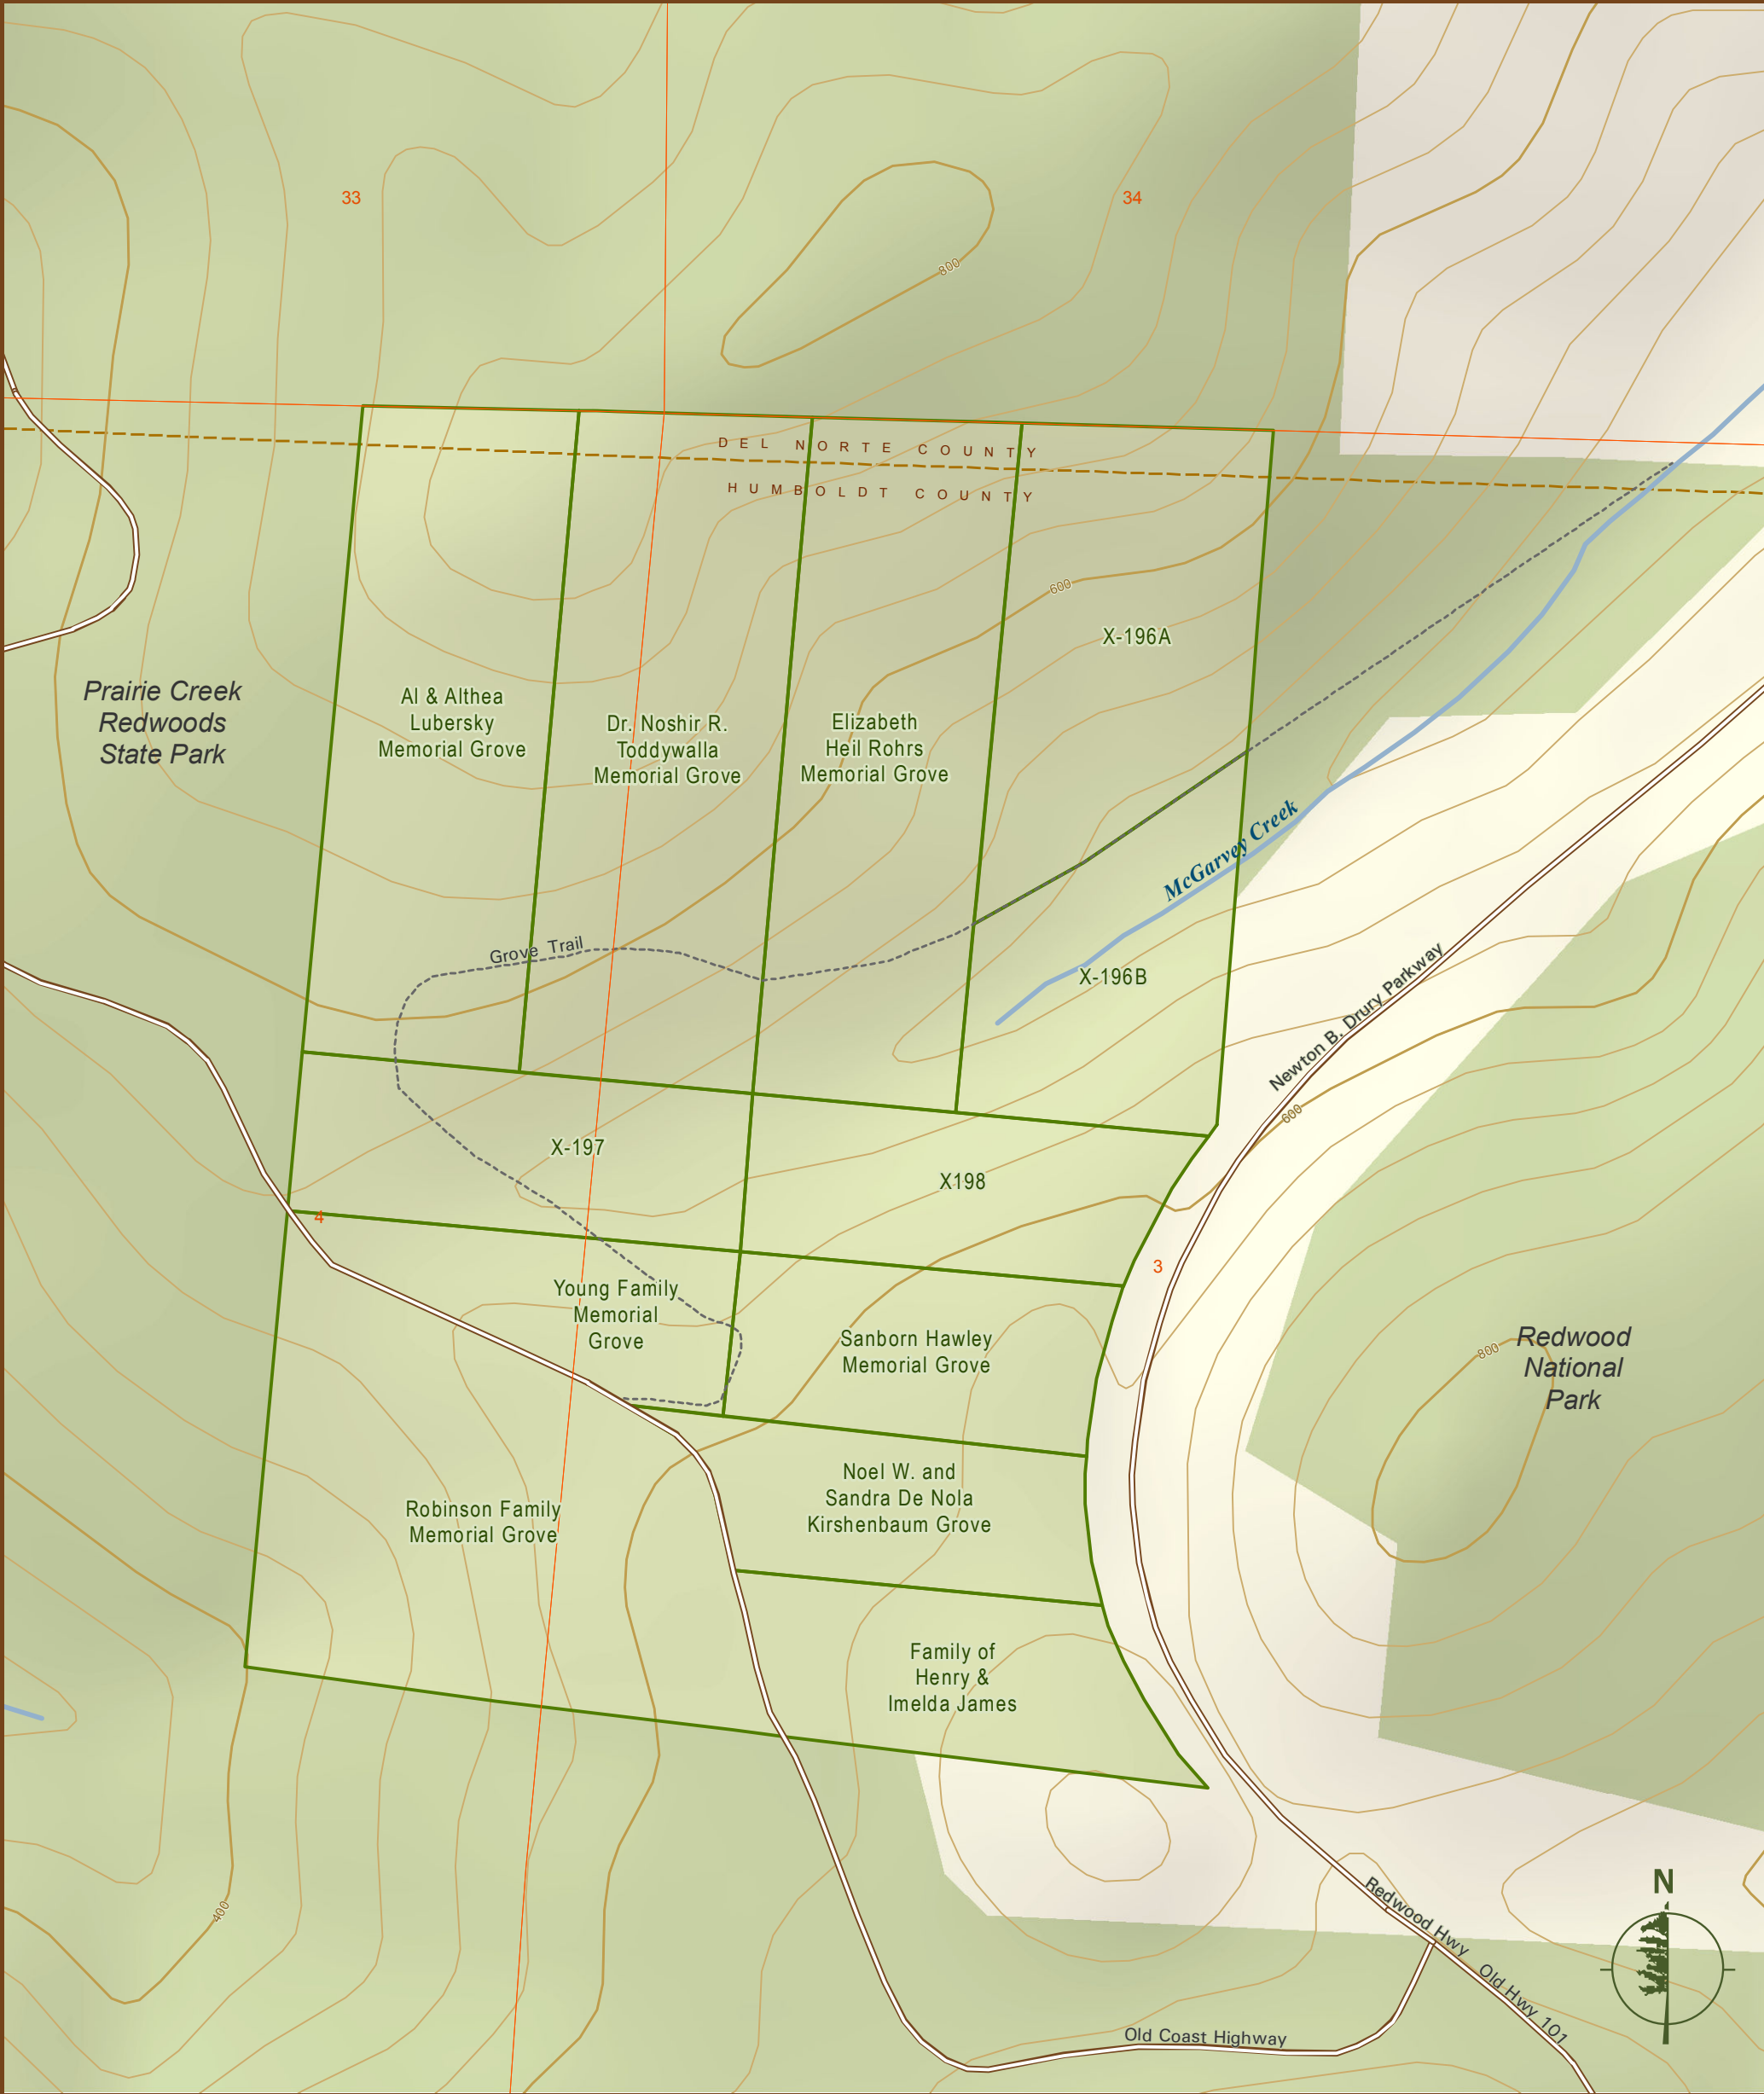 33
34
800
DEL NORTE COUNTY
HUMBOLDT COUNTY
600
X-196A
Prairie Creek
Redwoods
State Park
Al & Althea
Lubersky
Memorial Grove
Dr. Noshir R.
Toddywalla
Memorial Grove
Elizabeth
Heil Rohrs
Memorial Grove
McGarvey Creek
Grove Trail
X-196B
Newton B. Drury Parkway
600
X-197
X198
4
3
Young Family
Memorial
Grove
Sanborn Hawley
Memorial Grove
800
Redwood
National
Park
Noel W. and
Sandra De Nola
Kirshenbaum Grove
Robinson Family
Memorial Grove
Family of
Henry &
Imelda James
400
N
Redwood Hwy
Old Hwy 101
Old Coast Highway